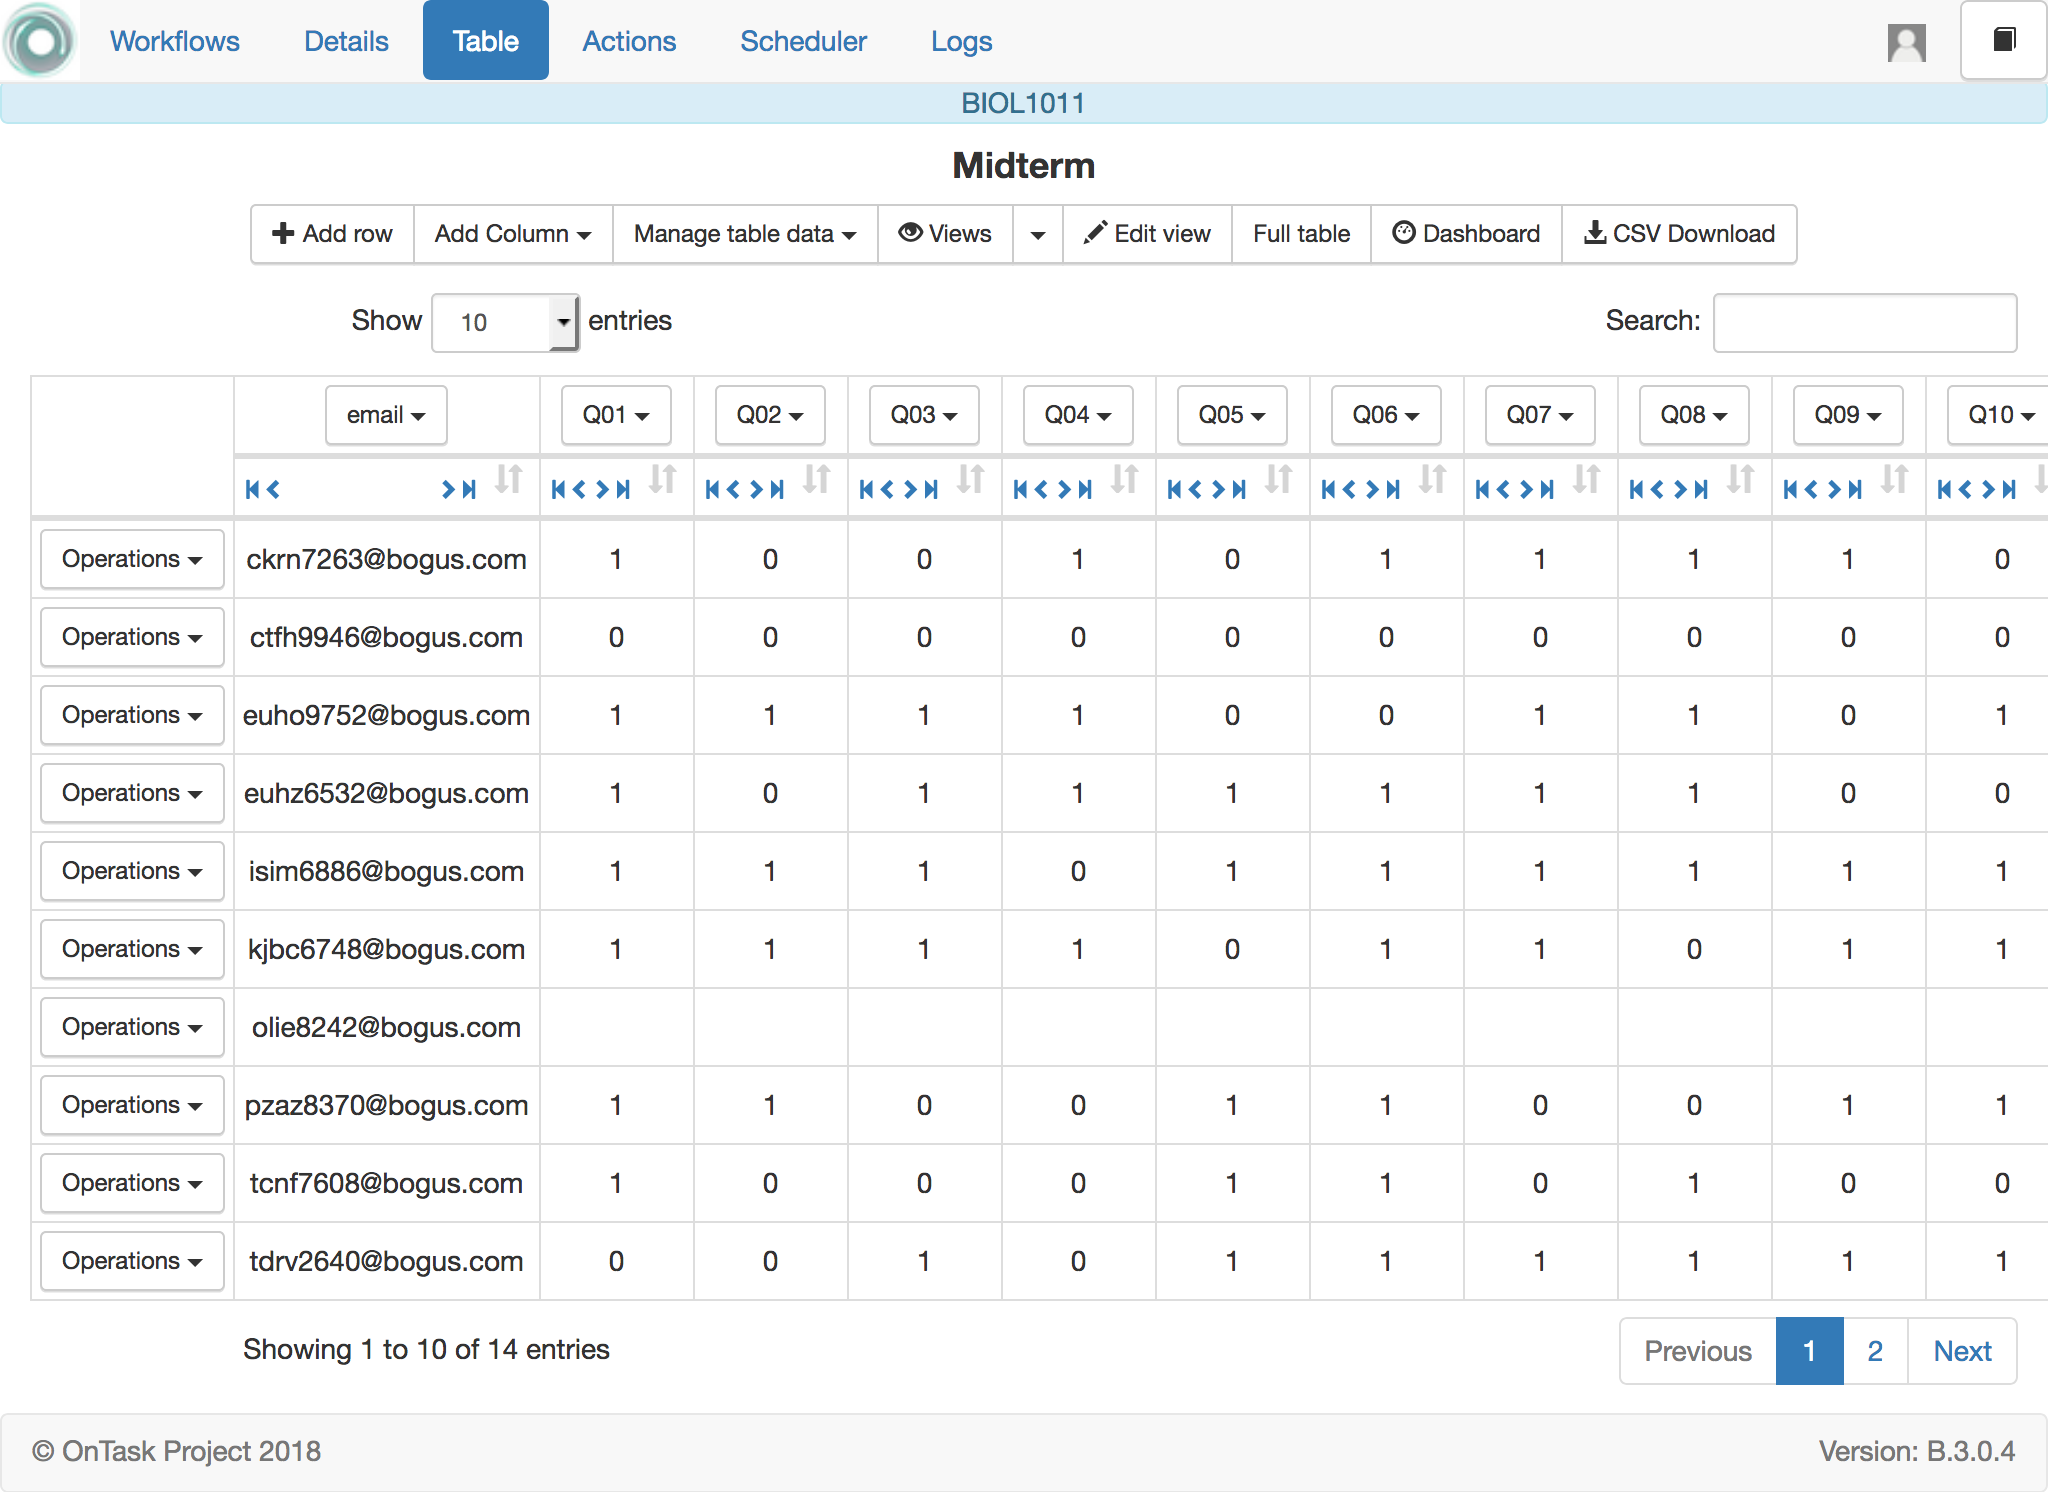 Workflows Details Table Actions Scheduler Logs
BIOL1011
Midterm
Add row Add Column Manage table data Views Edit view Full table Dashboard CSV Download
Show 10 entries Search:
email Q01 Q02 Q03 Q04 Q05 Q06 Q07 Q08 Q09 Q10
Operations ckrn7263@bogus.com 1 0 0 1 0 1 1 1 1 0
Operations ctfh9946@bogus.com 0 0 0 0 0 0 0 0 0 0
Operations euho9752@bogus.com 1 1 1 1 0 0 1 1 0 1
Operations euhz6532@bogus.com 1 0 1 1 1 1 1 1 0 0
Operations isim6886@bogus.com 1 1 1 0 1 1 1 1 1 1
Operations kjbc6748@bogus.com 1 1 1 1 0 1 1 0 1 1
Operations olie8242@bogus.com
Operations pzaz8370@bogus.com 1 1 0 0 1 1 0 0 1 1
Operations tcnf7608@bogus.com 1 0 0 0 1 1 0 1 0 0
Operations tdrv2640@bogus.com 0 0 1 0 1 1 1 1 1 1
Showing 1 to 10 of 14 entries Previous 1 2 Next
© OnTask Project 2018 Version: B.3.0.4